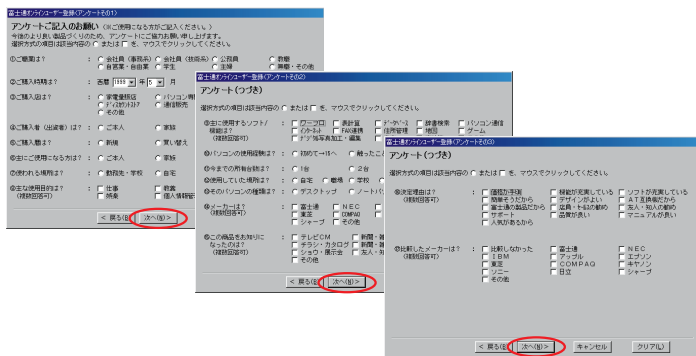 富士通オンラインユーザー登録(アンケートその1)
アンケートご記入のお願い (※ご使用になる方がご記入ください。)
今後のより良い製品づくりのため、アンケートにご協力お願い申し上げます。
選択方式の項目は該当内容の または を、マウスでクリックしてください。
①ご職業は? : 会社員(事務系) 会社員(技術系) 公務員 教職
自営業・自由業 学生 主婦 無職・その他
②ご購入時期は? : 西暦 1999 年 5 月
③ご購入店は? : 家電量販店 パソコン専
ディスカウントストア 通信販売
その他
④ご購入者(出資者)は? : ご本人 家族
⑤ご購入暦は? : 新規 買い替え
⑥主にご使用になる方は? : ご本人 家族
⑦使われる場所は? : 勤務先・学校 自宅
⑧主な使用目的は? : 仕事 教養
(複数回答可) 娯楽 個人情報管
< 戻る(B) 次へ(N) >
富士通オンラインユーザー登録(アンケートその2)
アンケート(つづき)
選択方式の項目は該当内容の または を、マウスでクリックしてください。
⑨主に使用するソフト/ : ワープロ 表計算 データベース 辞書検索 パソコン通信
機能は? インターネット FAX連携 住所管理 地図 ゲーム
(複数回答可) デジタル写真加工・編集
⑩パソコンの使用経験は? : 初めて~1ヶ月 触ったこ
⑪今までの所有台数は? : 1台 2台
⑫使用していた場所は? : 自宅 職場 学校
⑬そのパソコンの種類は? : デスクトップ ノートパ
⑭メーカーは? : 富士通 NEC
(複数回答可) 東芝 COMPAQ
シャープ その他
⑮この商品をお知りに : テレビCM 新聞・雑
なったのは? チラシ・カタログ 新聞・雑
(複数回答可) ショウ・展示会 友人・知
その他
< 戻る(B) 次へ(N) >
富士通オンラインユーザー登録(アンケートその3)
アンケート(つづき)
選択方式の項目は該当内容の または を、マウスでクリックしてください。
⑯決定理由は? : 価格が手頃 機能が充実している ソフトが充実している
(複数回答可) 簡単そうだから デザインがよい AT互換機だから
富士通の製品だから 店員・セールスの勧め 友人・知人の勧め
サポート 品質が良い マニュアルが良い
人気があるから
⑰比較したメーカーは? : 比較しなかった 富士通 NEC
(複数回答可) IBM アップル エプソン
東芝 COMPAQ キヤノン
ソニー 日立 シャープ
その他
< 戻る(B) 次へ(N) > キャンセル クリア(L)